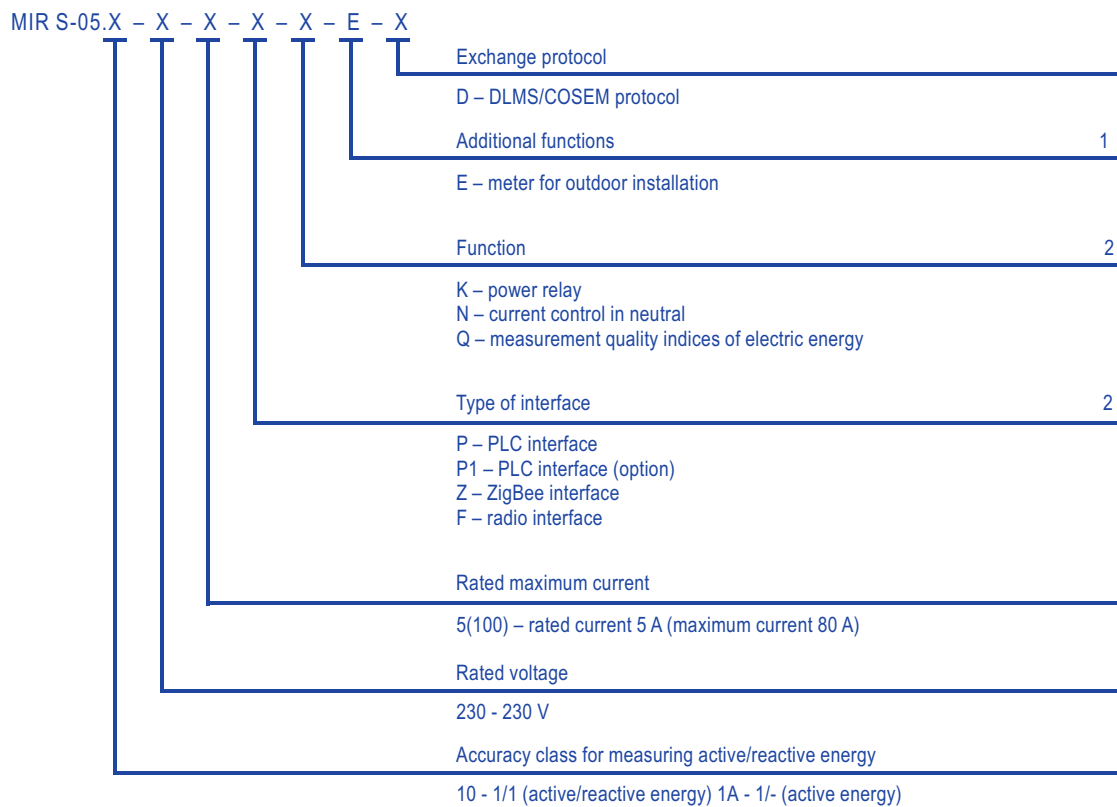 MIR S-05.X – X – X – X – X – E – X
Exchange protocol
D – DLMS/COSEM protocol
Additional functions 1
E – meter for outdoor installation
Function 2
K – power relay
N – current control in neutral
Q – measurement quality indices of electric energy
Type of interface 2
P – PLC interface
P1 – PLC interface (option)
Z – ZigBee interface
F – radio interface
Rated maximum current
5(100) – rated current 5 A (maximum current 80 A)
Rated voltage
230 - 230 V
Accuracy class for measuring active/reactive energy
10 - 1/1 (active/reactive energy) 1A - 1/- (active energy)